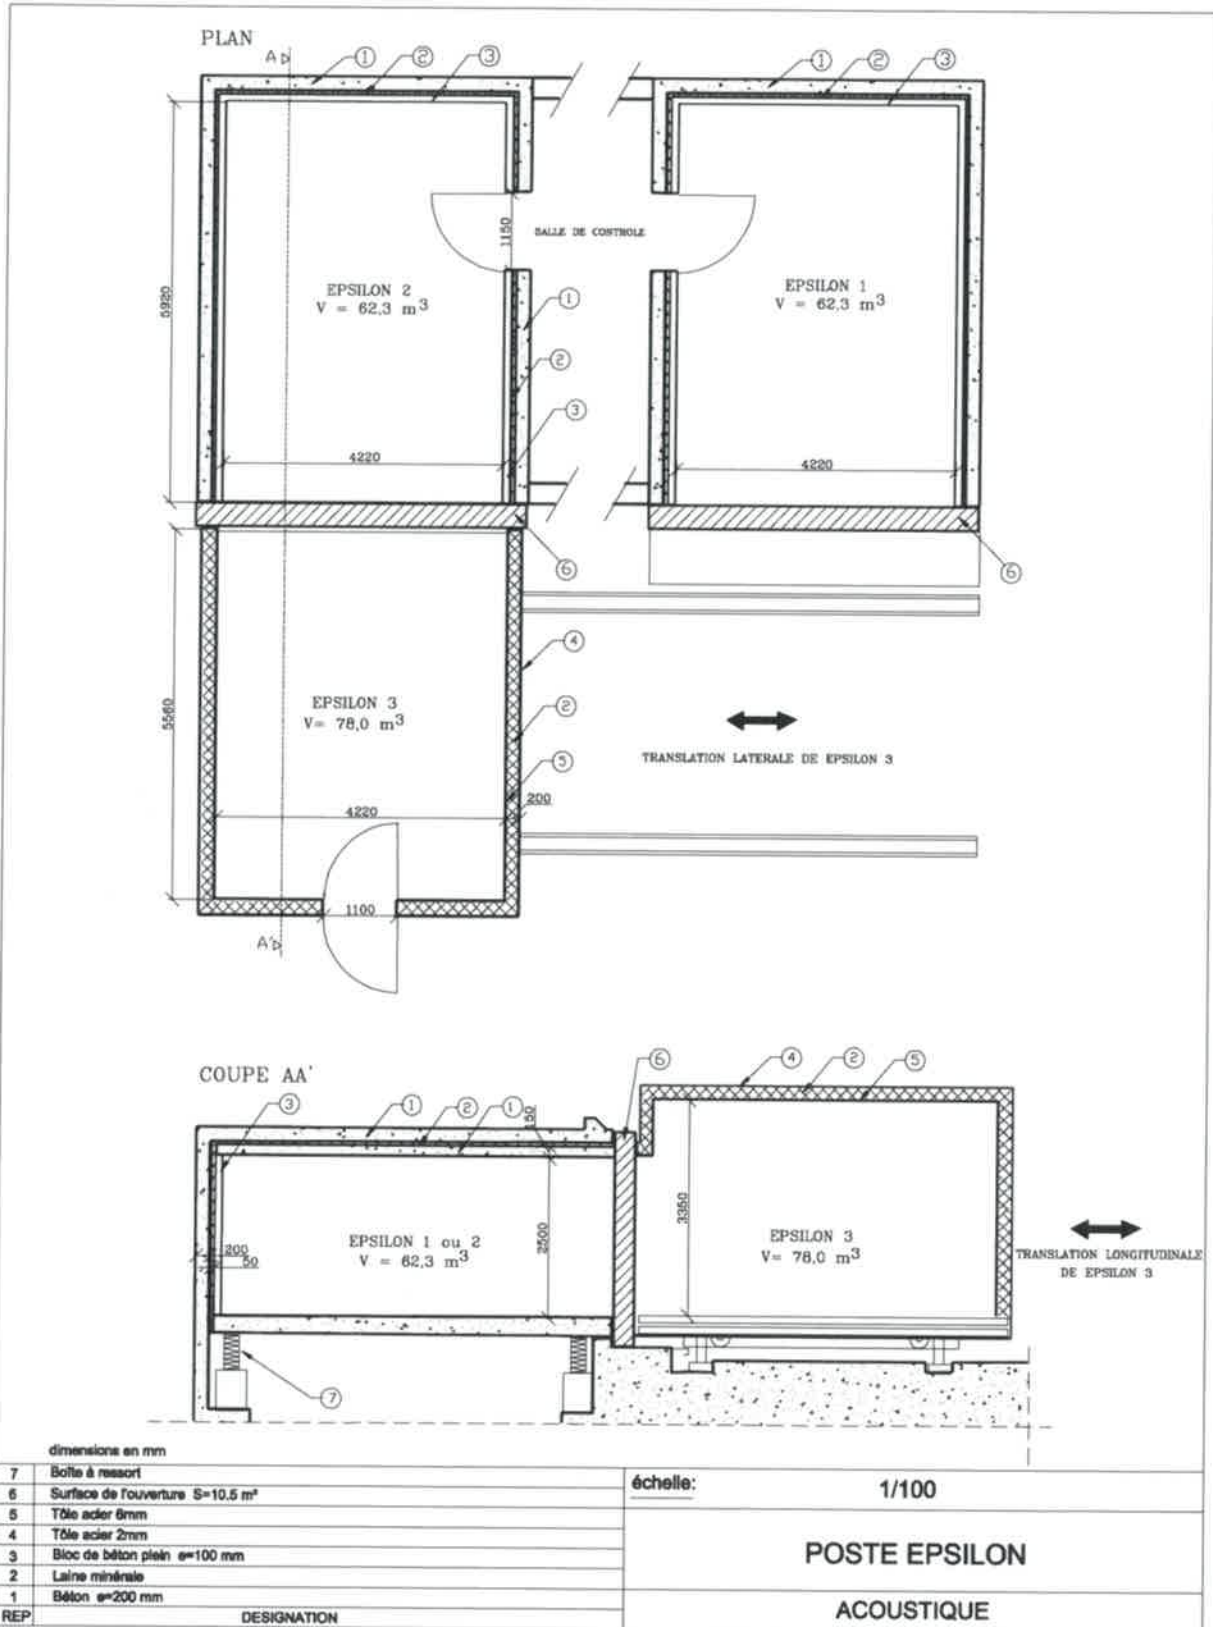 PLAN
A
1
2
3
1
2
3
5920
1150
SALLE DE CONTROLE
EPSILON 2
V = 62,3 m³
EPSILON 1
V = 62,3 m³
1
2
3
4220
4220
6
6
4
5560
EPSILON 3
V= 78,0 m³
2
TRANSLATION LATERALE DE EPSILON 3
5
200
4220
1100
A'
COUPE AA'
3
1
2
1
150
6
4
2
5
3350
2500
200
50
EPSILON 1 ou 2
V = 62,3 m³
EPSILON 3
V= 78,0 m³
TRANSLATION LONGITUDINALE
DE EPSILON 3
7
dimensions en mm
7 Boîte à ressort
6 Surface de l'ouverture S=10.5 m²
5 Tôle acier 6mm
4 Tôle acier 2mm
3 Bloc de béton plein e=100 mm
2 Laine minérale
1 Béton e=200 mm
REP DESIGNATION
échelle: 1/100
POSTE EPSILON
ACOUSTIQUE